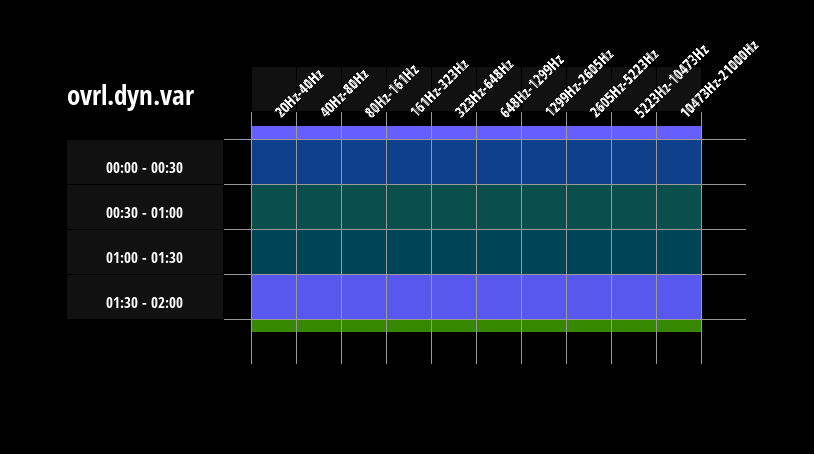 20Hz-40Hz
40Hz-80Hz
80Hz-161Hz
161Hz-323Hz
323Hz-648Hz
648Hz-1299Hz
1299Hz-2605Hz
2605Hz-5223Hz
5223Hz-10473Hz
10473Hz-21000Hz
ovrl.dyn.var
00:00 - 00:30
00:30 - 01:00
01:00 - 01:30
01:30 - 02:00